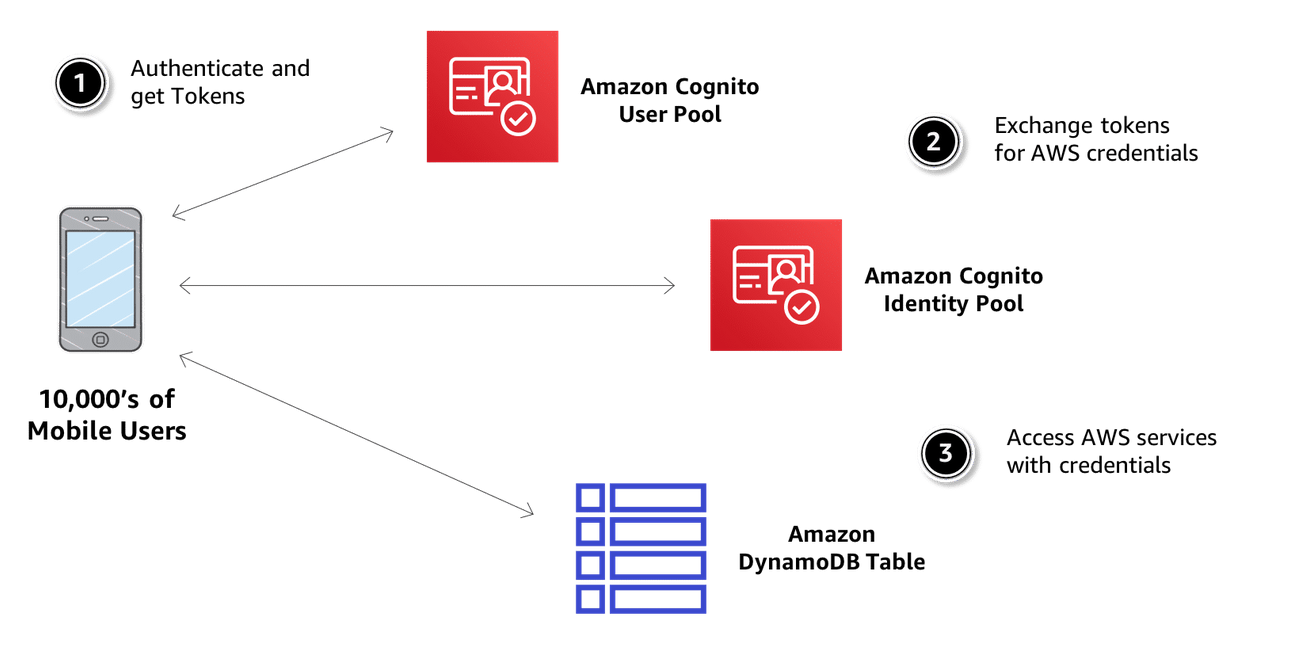 1
Authenticate and
get Tokens
Amazon Cognito
User Pool
2
Exchange tokens
for AWS credentials
Amazon Cognito
Identity Pool
10,000’s of
Mobile Users
3
Access AWS services
with credentials
Amazon
DynamoDB Table